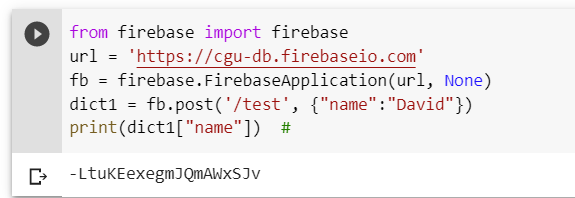 from firebase import firebase
url = 'https://cgu-db.firebaseio.com'
fb = firebase.FirebaseApplication(url, None)
dict1 = fb.post('/test', {"name":"David"})
print(dict1["name"])  #
-LtuKEexegmJQmAWxSJv